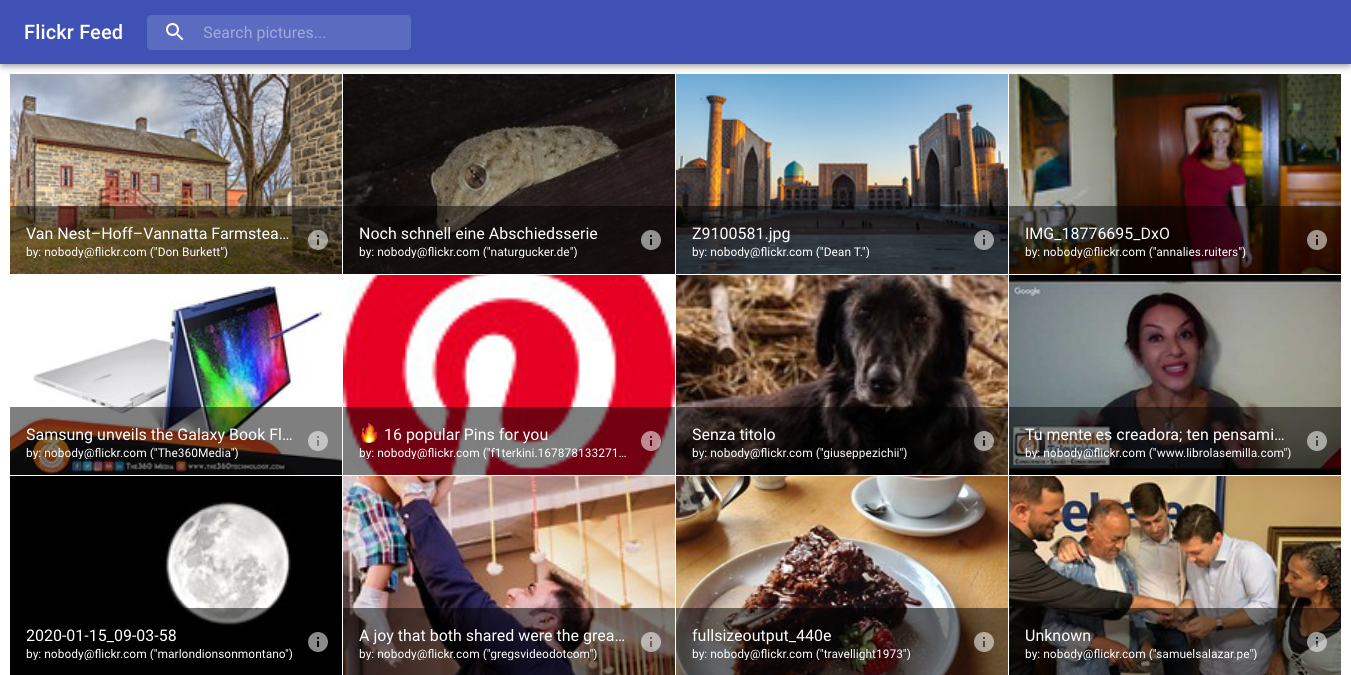 Flickr Feed
Search pictures...
Van Nest–Hoff–Vannatta Farmstea...
by: nobody@flickr.com ("Don Burkett")
Noch schnell eine Abschiedsserie
by: nobody@flickr.com ("naturgucker.de")
Z9100581.jpg
by: nobody@flickr.com ("Dean T.")
IMG_18776695_DxO
by: nobody@flickr.com ("annalies.ruiters")
Samsung unveils the Galaxy Book Fl...
by: nobody@flickr.com ("The360Media")
The360 Media
www.the360technology.com
🔥 16 popular Pins for you
by: nobody@flickr.com ("f1terkini.167878133271...
Senza titolo
by: nobody@flickr.com ("giuseppezichii")
Google
Tu mente es creadora; ten pensami...
by: nobody@flickr.com ("www.librolasemilla.com")
2020-01-15_09-03-58
by: nobody@flickr.com ("marlondionsonmontano")
A joy that both shared were the grea...
by: nobody@flickr.com ("gregsvideodotcom")
fullsizeoutput_440e
by: nobody@flickr.com ("travellight1973")
Unknown
by: nobody@flickr.com ("samuelsalazar.pe")